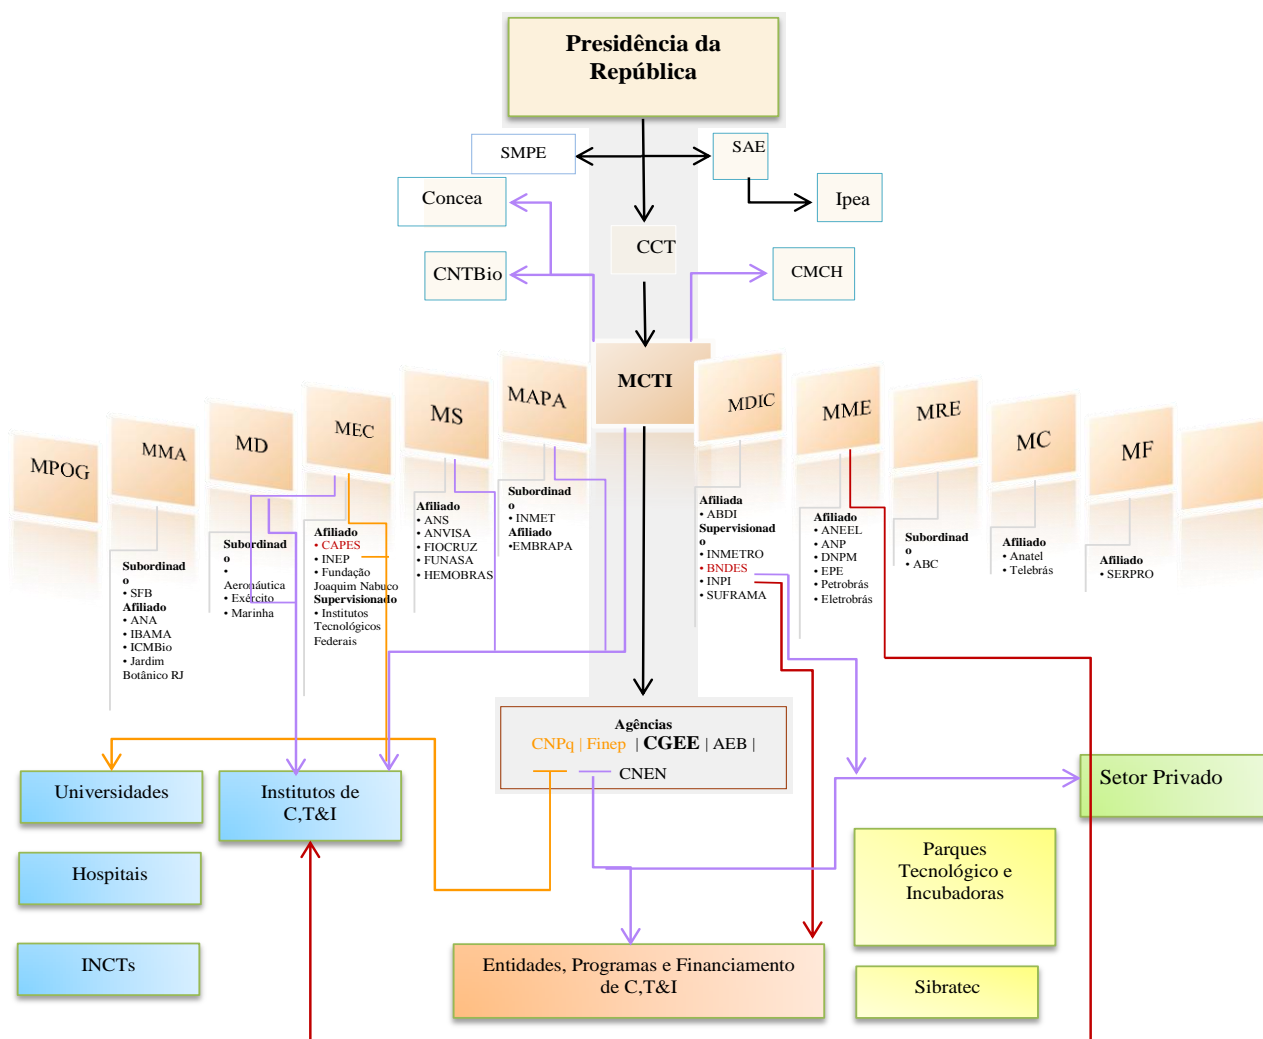 Presidência da
República
SMPE
SAE
Concea
Ipea
CCT
CNTBio
CMCH
MPOG
MMA
MD
MEC
MS
MAPA
MCTI
MDIC
MME
MRE
MC
MF
Subordinad
o
• SFB
Afiliado
• ANA
• IBAMA
• ICMBio
• Jardim
Botânico RJ
Subordinad
o
•
Aeronáutica
• Exército
• Marinha
Afiliado
• CAPES
• INEP
• Fundação
Joaquim Nabuco
Supervisionado
• Institutos
Tecnológicos
Federais
Afiliado
• ANS
• ANVISA
• FIOCRUZ
• FUNASA
• HEMOBRAS
Subordinad
o
• INMET
Afiliado
•EMBRAPA
Afiliada
• ABDI
Supervisionad
o
• INMETRO
• BNDES
• INPI
• SUFRAMA
Afiliado
• ANEEL
• ANP
• DNPM
• EPE
• Petrobrás
• Eletrobrás
Subordinad
o
• ABC
Afiliado
• Anatel
• Telebrás
Afiliado
• SERPRO
Agências
CNPq | Finep | CGEE | AEB |
CNEN
Universidades
Institutos de
C,T&I
Setor Privado
Hospitais
Parques
Tecnológico e
Incubadoras
INCTs
Entidades, Programas e Financiamento
de C,T&I
Sibratec